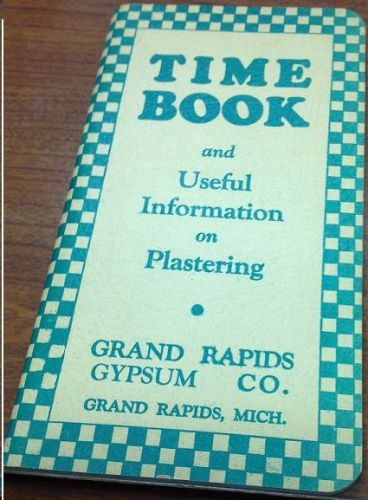 TIME
BOOK
and
Useful
Information
on
Plastering
GRAND RAPIDS
GYPSUM CO.
GRAND RAPIDS, MICH.